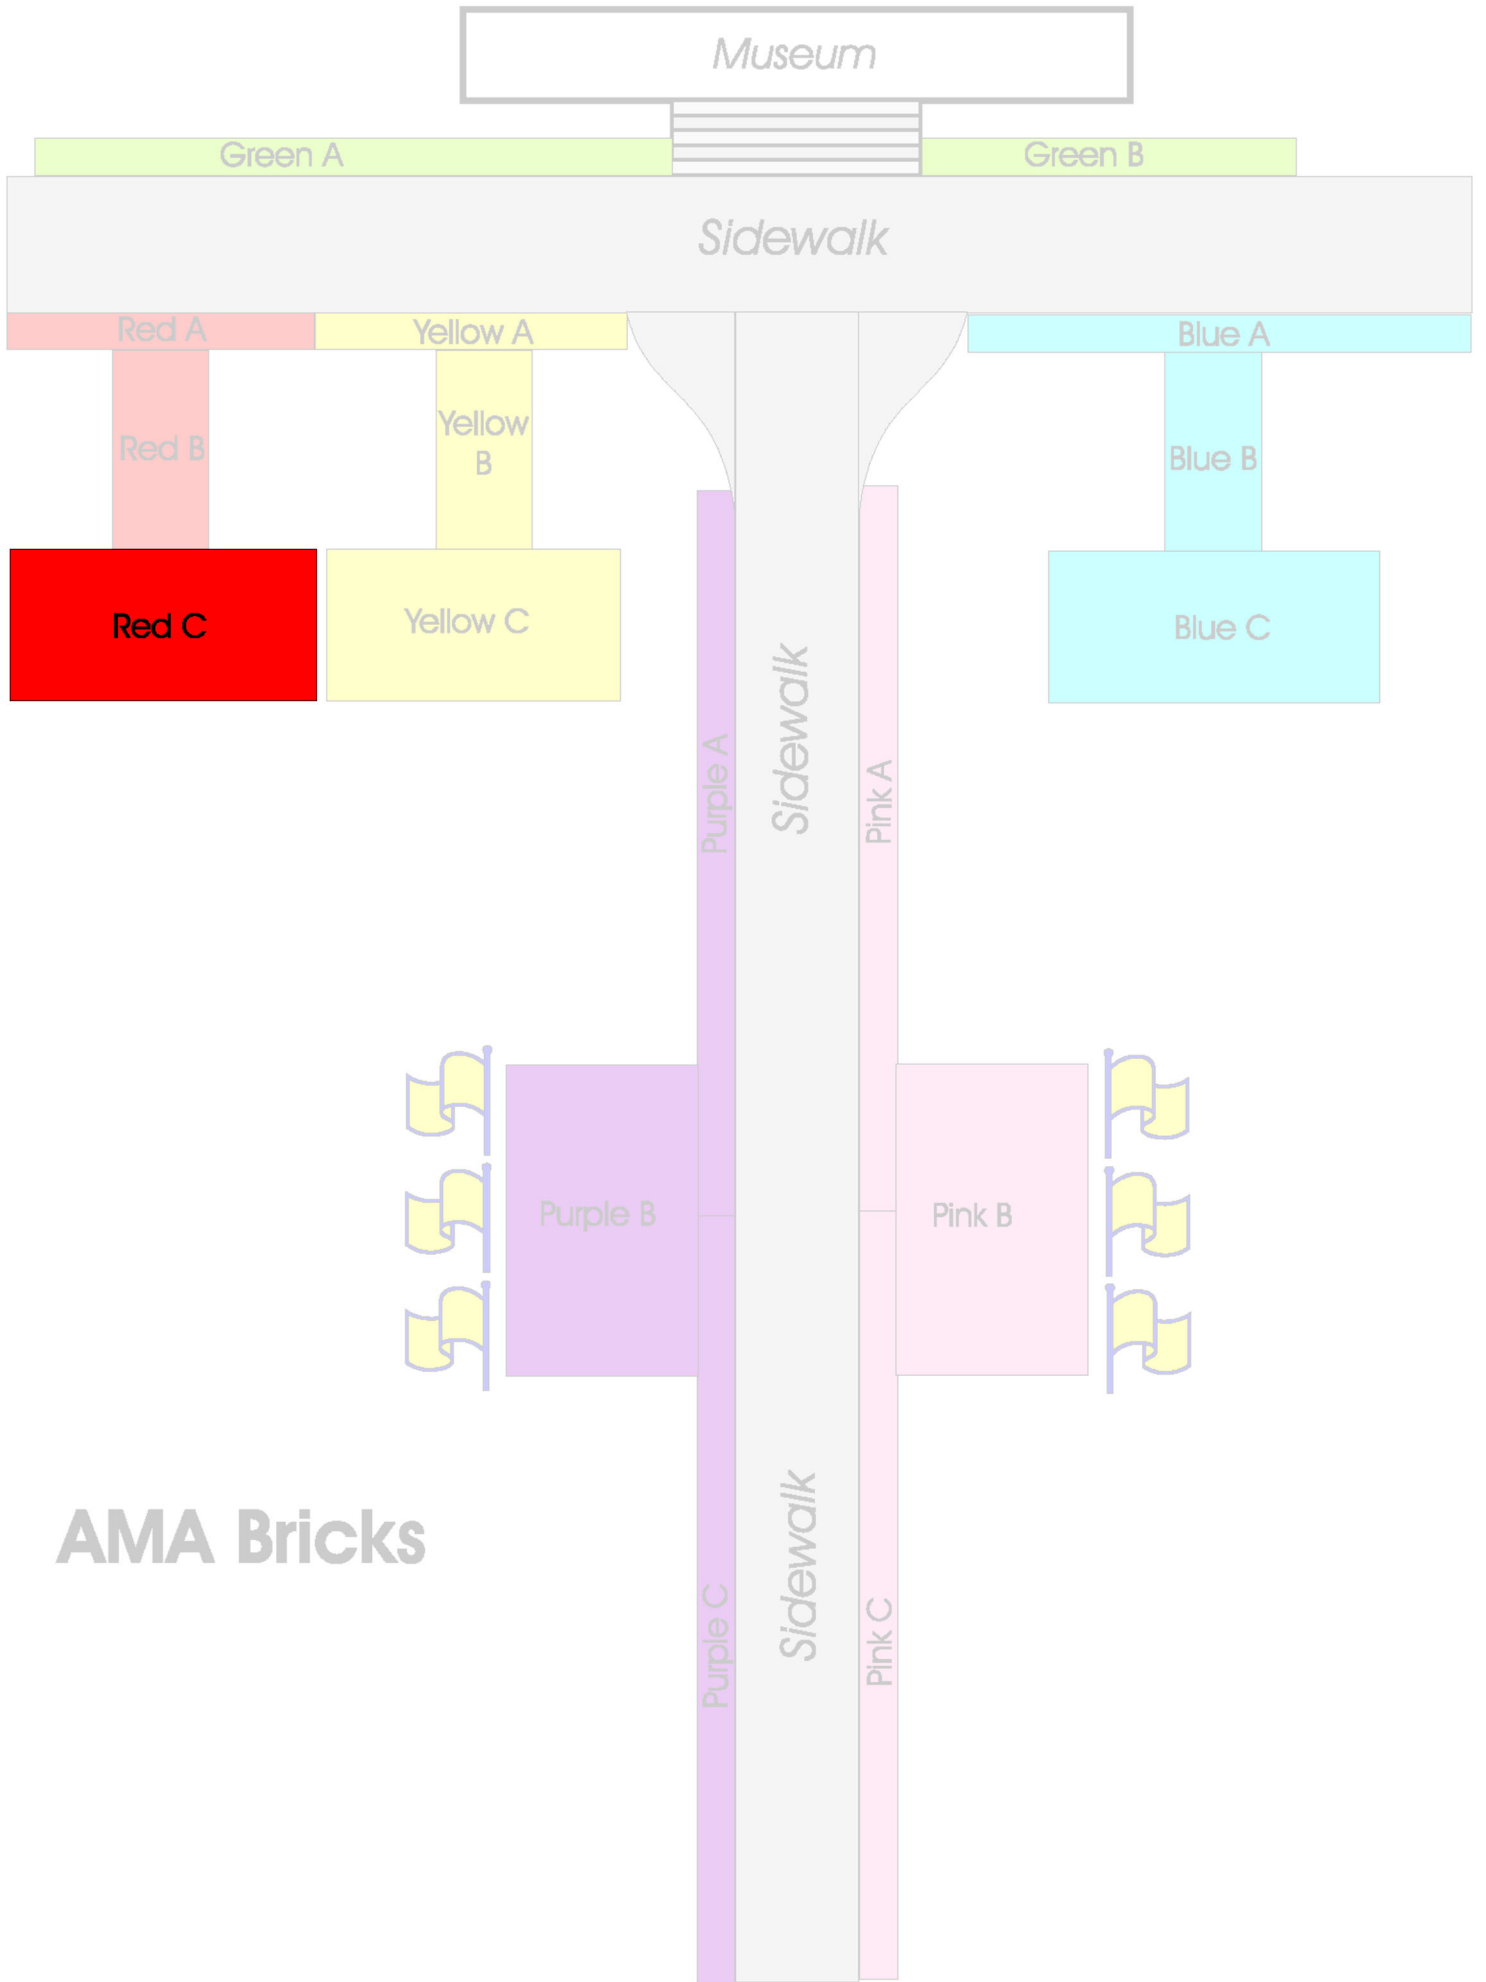 Museum
Green A
Green B
Sidewalk
Red A
Yellow A
Blue A
Red B
Yellow
B
Blue B
Red C
Yellow C
Blue C
Sidewalk
Purple A
Pink A
Purple B
Pink B
AMA Bricks
Sidewalk
Purple C
Pink C